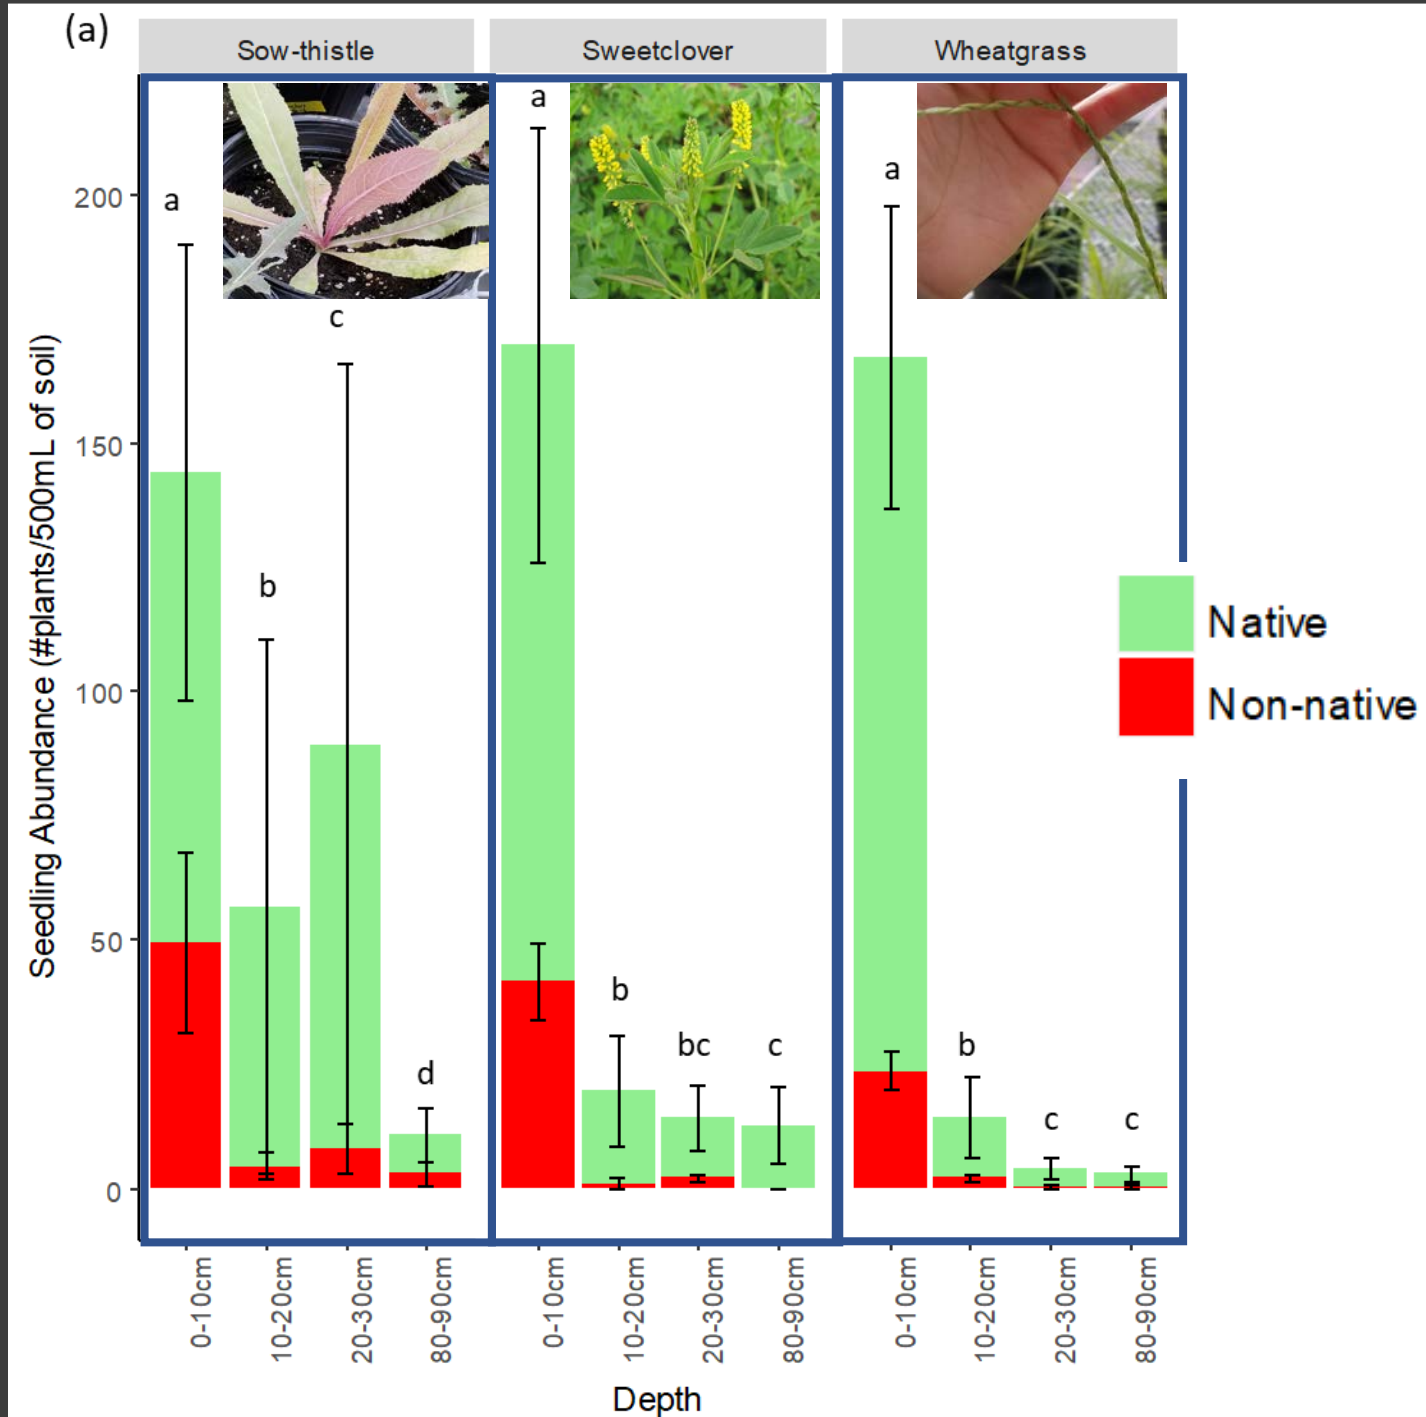 (a)
Sow-thistle
Sweetclover
Wheatgrass
a
b
c
d
a
b
bc
c
a
b
c
c
Seedling Abundance (#plants/500mL of soil)
200
150
100
50
0
Native
Non-native
0-10cm
10-20cm
20-30cm
80-90cm
0-10cm
10-20cm
20-30cm
80-90cm
0-10cm
10-20cm
20-30cm
80-90cm
Depth